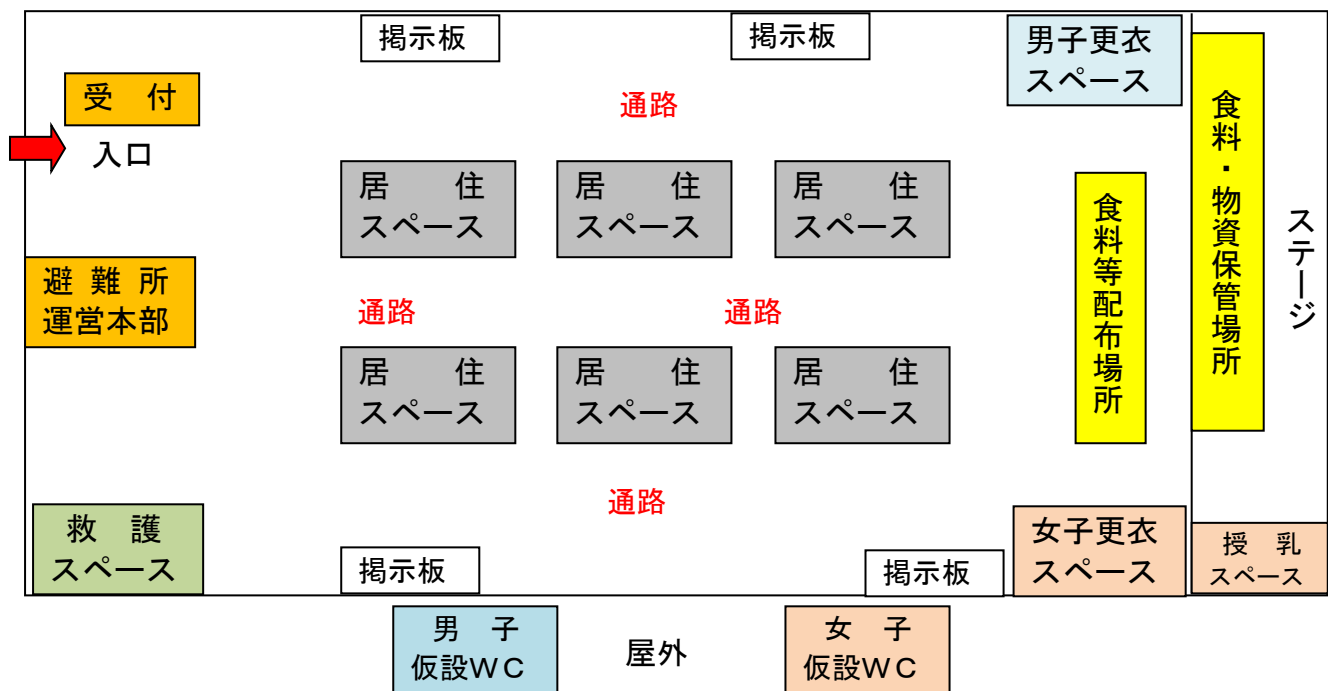 掲示板
掲示板
男子更衣
スペース
受　付
入口
通路
食料・物資保管場所
ステージ
居　住
スペース
居　住
スペース
居　住
スペース
食料等配布場所
避 難 所
運営本部
通路
通路
居　住
スペース
居　住
スペース
居　住
スペース
通路
救　護
スペース
掲示板
掲示板
女子更衣
スペース
授　乳
スペース
男　子
仮設ＷＣ
屋外
女　子
仮設ＷＣ